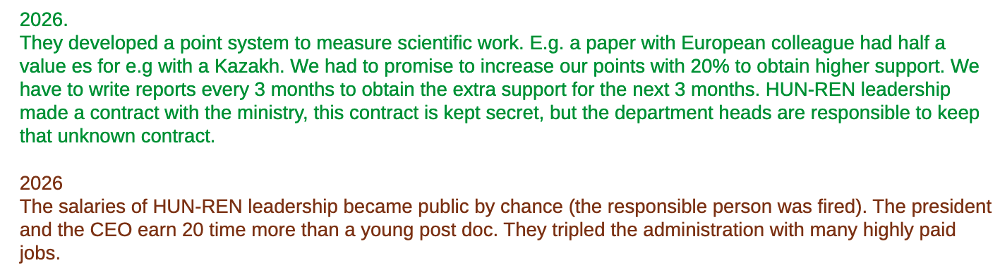 2026.
They developed a point system to measure scientific work. E.g. a paper with European colleague had half a
value es for e.g with a Kazakh. We had to promise to increase our points with 20% to obtain higher support. We
have to write reports every 3 months to obtain the extra support for the next 3 months. HUN-REN leadership
made a contract with the ministry, this contract is kept secret, but the department heads are responsible to keep
that unknown contract.
2026
The salaries of HUN-REN leadership became public by chance (the responsible person was fired). The president
and the CEO earn 20 time more than a young post doc. They tripled the administration with many highly paid
jobs.